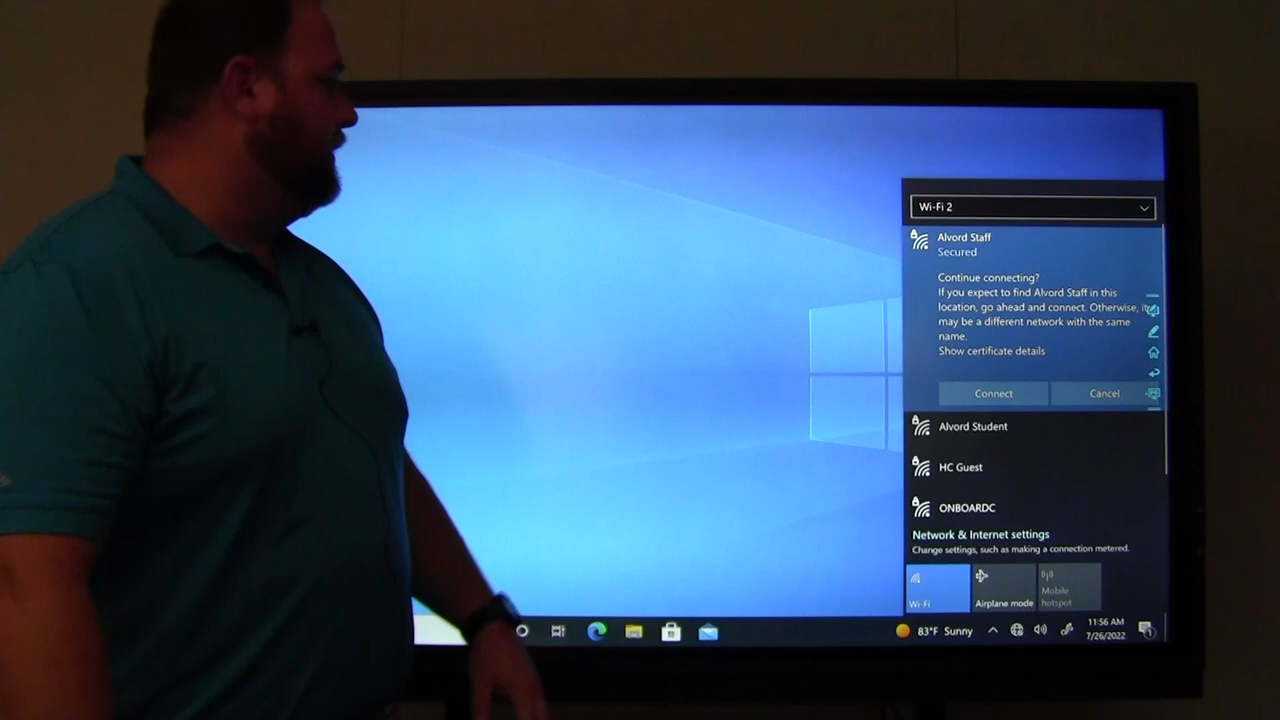 Wi-Fi 2
Alvord Staff
Secured
Continue connecting?
If you expect to find Alvord Staff in this
location, go ahead and connect. Otherwise, it
may be a different network with the same
name.
Show certificate details
Connect Cancel
Alvord Student
HC Guest
ONBOARDC
Network & Internet settings
Change settings, such as making a connection metered.
Wi-Fi
Airplane mode
Mobile
hotspot
83°F Sunny
11:56 AM
7/26/2022
1